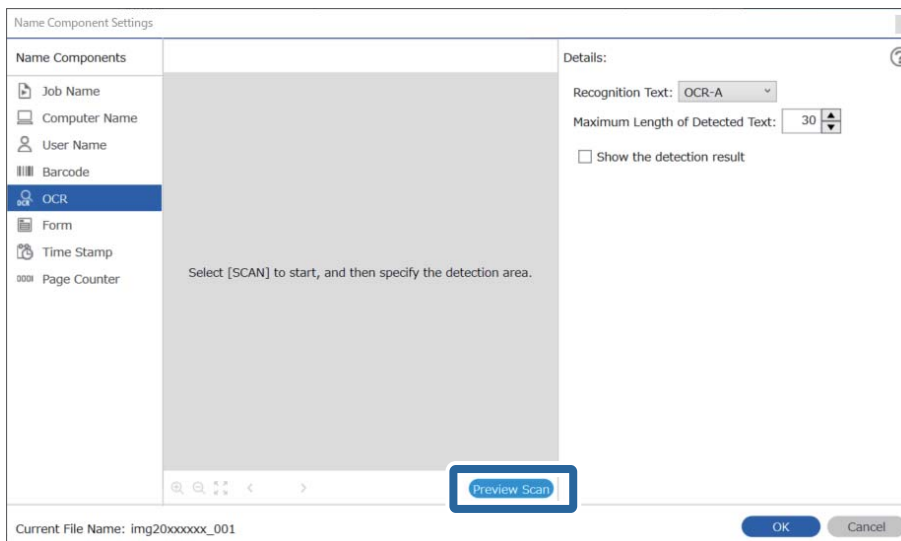 Name Component Settings
Name Components
Job Name
Computer Name
User Name
Barcode
OCR
Form
Time Stamp
Page Counter
Select [SCAN] to start, and then specify the detection area.
Preview Scan
Details:
Recognition Text: OCR-A
Maximum Length of Detected Text: 30
Show the detection result
Current File Name: img20xxxxxx_001
OK
Cancel